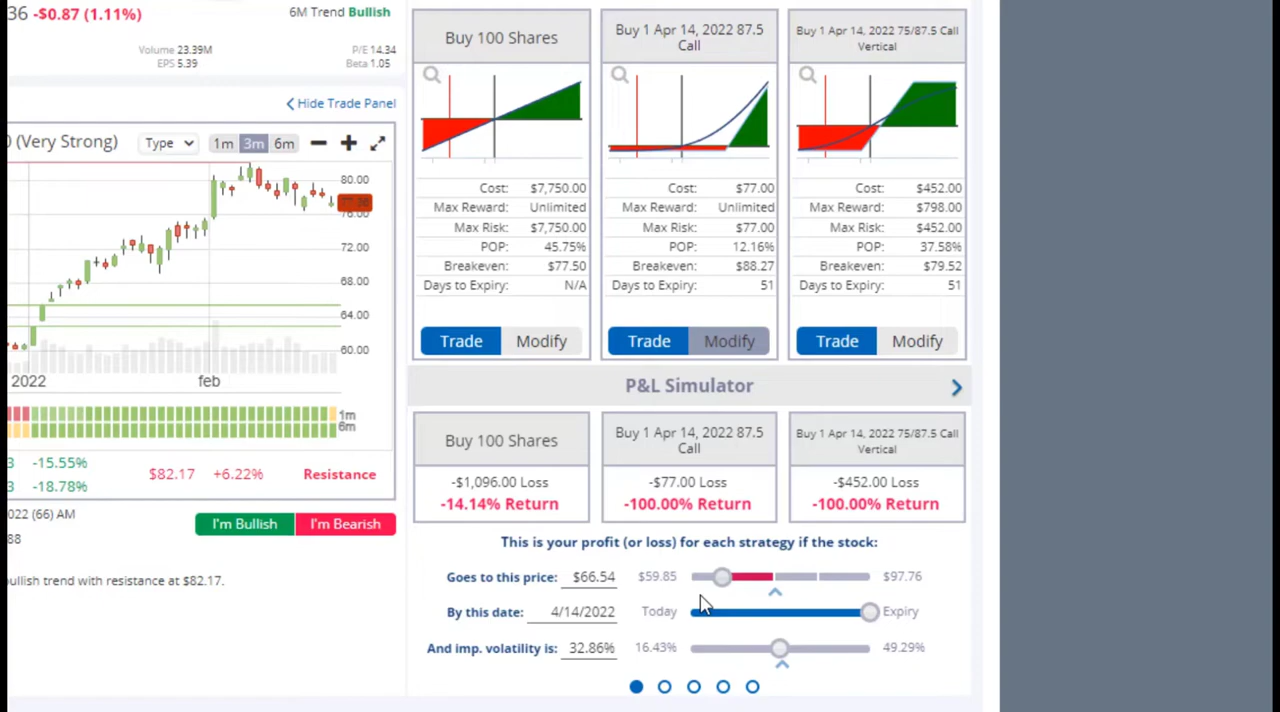 36 -$0.87 (1.11%)
6M Trend Bullish
Volume 23.39M
P/E 14.34
EPS 5.39
Beta 1.05
Hide Trade Panel
(Very Strong)
Type
1m 3m 6m
80.00
76.00
72.00
68.00
64.00
60.00
2022
feb
1m
6m
3 -15.55%
$82.17 +6.22% Resistance
3 -18.78%
022 (66) AM
I'm Bullish
I'm Bearish
88
bullish trend with resistance at $82.17.
Buy 100 Shares
Cost: $7,750.00
Max Reward: Unlimited
Max Risk: $7,750.00
POP: 45.75%
Breakeven: $77.50
Days to Expiry: N/A
Trade Modify
Buy 1 Apr 14, 2022 87.5
Call
Cost: $77.00
Max Reward: Unlimited
Max Risk: $77.00
POP: 12.16%
Breakeven: $88.27
Days to Expiry: 51
Trade Modify
Buy 1 Apr 14, 2022 75/87.5 Call
Vertical
Cost: $452.00
Max Reward: $798.00
Max Risk: $452.00
POP: 37.58%
Breakeven: $79.52
Days to Expiry: 51
Trade Modify
P&L Simulator
Buy 100 Shares
-$1,096.00 Loss
-14.14% Return
Buy 1 Apr 14, 2022 87.5
Call
-$77.00 Loss
-100.00% Return
Buy 1 Apr 14, 2022 75/87.5 Call
Vertical
-$452.00 Loss
-100.00% Return
This is your profit (or loss) for each strategy if the stock:
Goes to this price: $66.54 $59.85 $97.76
By this date: 4/14/2022 Today Expiry
And imp. volatility is: 32.86% 16.43% 49.29%